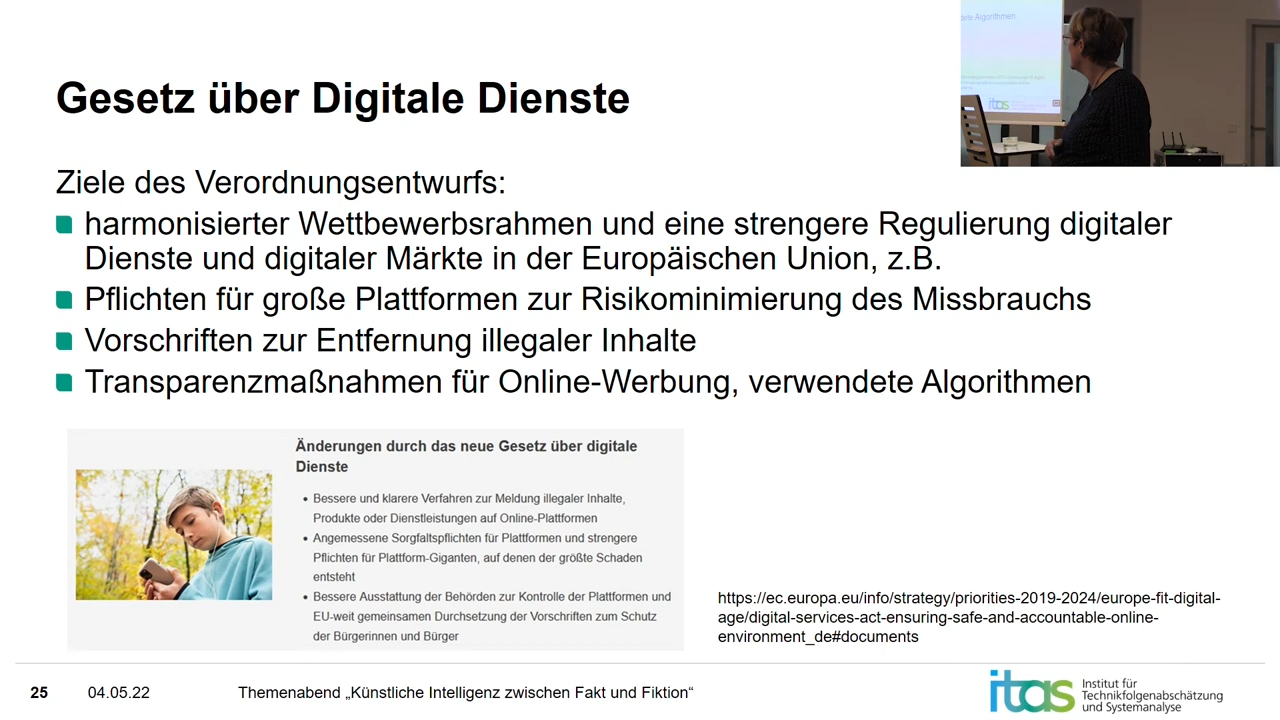 Gesetz über Digitale Dienste
Ziele des Verordnungsentwurfs:
harmonisierter Wettbewerbsrahmen und eine strengere Regulierung digitaler
Dienste und digitaler Märkte in der Europäischen Union, z.B.
Pflichten für große Plattformen zur Risikominimierung des Missbrauchs
Vorschriften zur Entfernung illegaler Inhalte
Transparenzmaßnahmen für Online-Werbung, verwendete Algorithmen
Änderungen durch das neue Gesetz über digitale
Dienste
• Bessere und klarere Verfahren zur Meldung illegaler Inhalte,
Produkte oder Dienstleistungen auf Online-Plattformen
• Angemessene Sorgfaltspflichten für Plattformen und strengere
Pflichten für Plattform-Giganten, auf denen der größte Schaden
entsteht
• Bessere Ausstattung der Behörden zur Kontrolle der Plattformen und
EU-weit gemeinsamen Durchsetzung der Vorschriften zum Schutz
der Bürgerinnen und Bürger
https://ec.europa.eu/info/strategy/priorities-2019-2024/europe-fit-digital-
age/digital-services-act-ensuring-safe-and-accountable-online-
environment_de#documents
25 04.05.22 Themenabend „Künstliche Intelligenz zwischen Fakt und Fiktion“
itas
Institut für
Technikfolgenabschätzung
und Systemanalyse
Algorithmen
itas